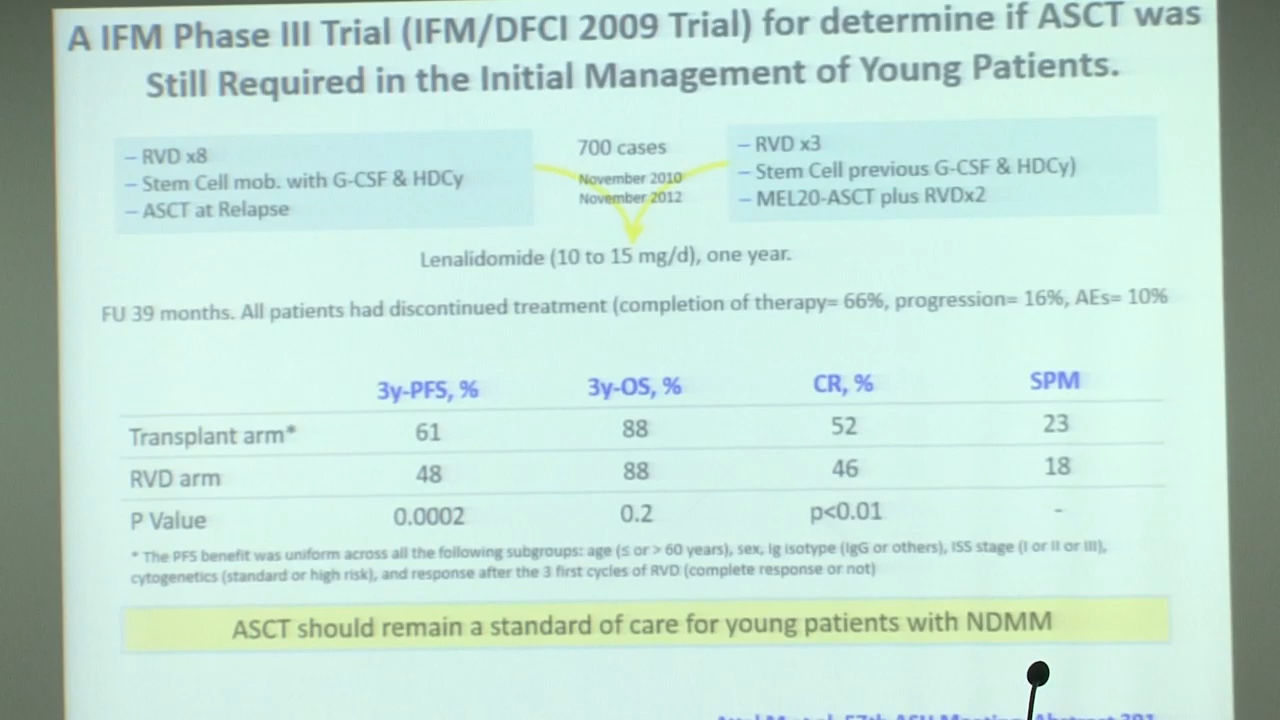 A IFM Phase III Trial (IFM/DFCI 2009 Trial) for determine if ASCT was
Still Required in the Initial Management of Young Patients.
– RVD x8
– Stem Cell mob. with G-CSF & HDCy
– ASCT at Relapse
700 cases
November 2010
November 2012
– RVD x3
– Stem Cell previous G-CSF & HDCy)
– MEL20-ASCT plus RVDx2
Lenalidomide (10 to 15 mg/d), one year.
FU 39 months. All patients had discontinued treatment (completion of therapy= 66%, progression= 16%, AEs= 10%
3y-PFS, % 3y-OS, % CR, % SPM
Transplant arm* 61 88 52 23
RVD arm 48 88 46 18
P Value 0.0002 0.2 p<0.01 -
* The PFS benefit was uniform across all the following subgroups: age (≤ or > 60 years), sex, Ig isotype (IgG or others), ISS stage (I or II or III),
cytogenetics (standard or high risk), and response after the 3 first cycles of RVD (complete response or not)
ASCT should remain a standard of care for young patients with NDMM
57th ASH Meeting Abstract 391